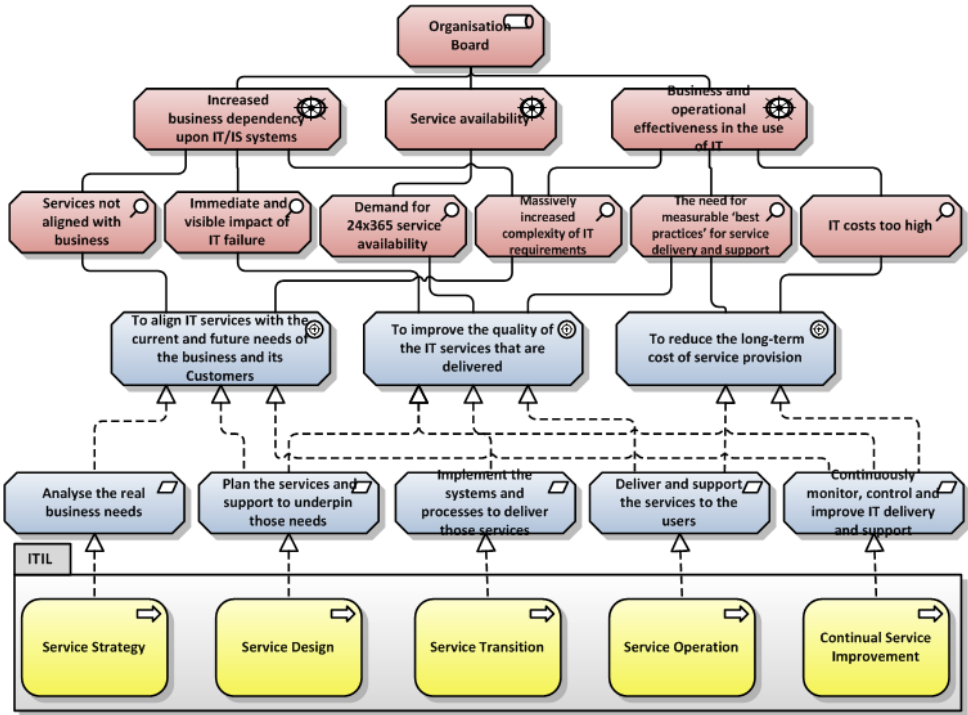 Organisation
Board
Increased
business dependency
upon IT/IS systems
Service availability
Business and
operational
effectiveness in the use
of IT
Services not
aligned with
business
Immediate and
visible impact of
IT failure
Demand for
24x365 service
availability
Massively
increased
complexity of IT
requirements
The need for
measurable ‘best
practices’ for service
delivery and support
IT costs too high
To align IT services with the
current and future needs of
the business and its
Customers
To improve the quality of
the IT services that are
delivered
To reduce the long-term
cost of service provision
Analyse the real
business needs
Plan the services and
support to underpin
those needs
Implement the
systems and
processes to deliver
those services
Deliver and support
the services to the
users
Continuously
monitor, control and
improve IT delivery
and support
ITIL
Service Strategy
Service Design
Service Transition
Service Operation
Continual Service
Improvement